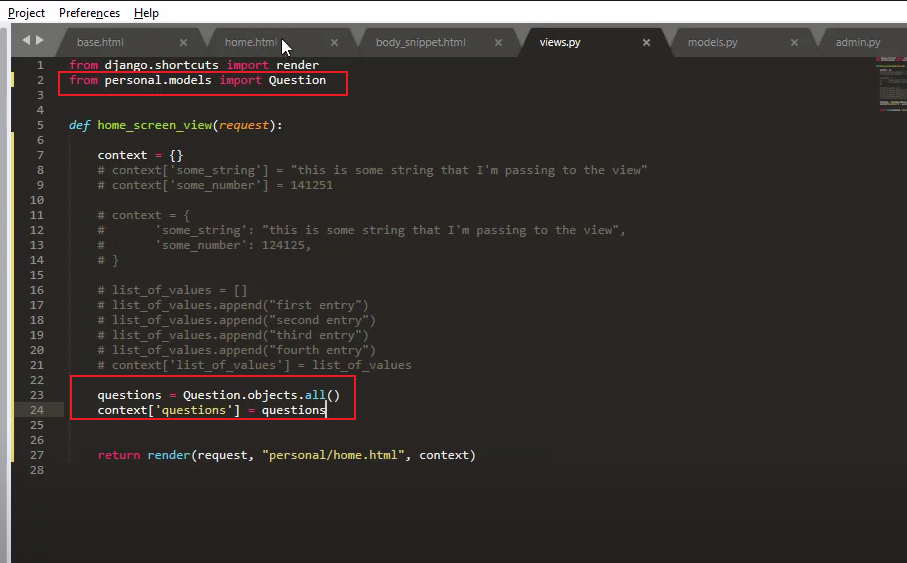 Project Preferences Help
base.html home.html body_snippet.html views.py models.py admin.py
1 from django.shortcuts import render
2 from personal.models import Question
3
4
5 def home_screen_view(request):
6
7 context = {}
8 # context['some_string'] = "this is some string that I'm passing to the view"
9 # context['some_number'] = 141251
10
11 # context = {
12 # 'some_string': "this is some string that I'm passing to the view",
13 # 'some_number': 124125,
14 # }
15
16 # list_of_values = []
17 # list_of_values.append("first entry")
18 # list_of_values.append("second entry")
19 # list_of_values.append("third entry")
20 # list_of_values.append("fourth entry")
21 # context['list_of_values'] = list_of_values
22
23 questions = Question.objects.all()
24 context['questions'] = questions
25
26
27 return render(request, "personal/home.html", context)
28